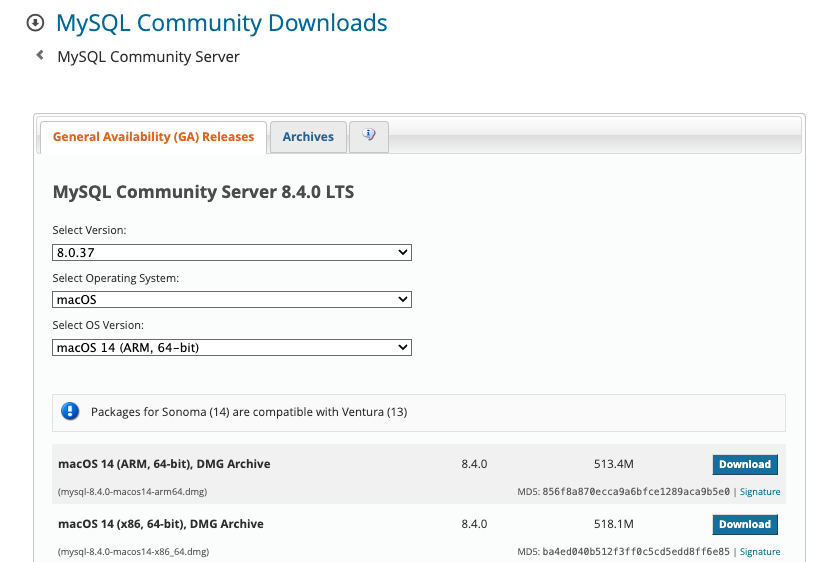 MySQL Community Downloads
MySQL Community Server
General Availability (GA) Releases Archives
MySQL Community Server 8.4.0 LTS
Select Version:
8.0.37
Select Operating System:
macOS
Select OS Version:
macOS 14 (ARM, 64-bit)
Packages for Sonoma (14) are compatible with Ventura (13)
macOS 14 (ARM, 64-bit), DMG Archive 8.4.0 513.4M Download
(mysql-8.4.0-macos14-arm64.dmg) MD5: 856f8a870ecca9a6bfce1289aca9b5e0 | Signature
macOS 14 (x86, 64-bit), DMG Archive 8.4.0 518.1M Download
(mysql-8.4.0-macos14-x86_64.dmg) MD5: ba4ed040b512f3ff0c5cd5edd8ff6e85 | Signature